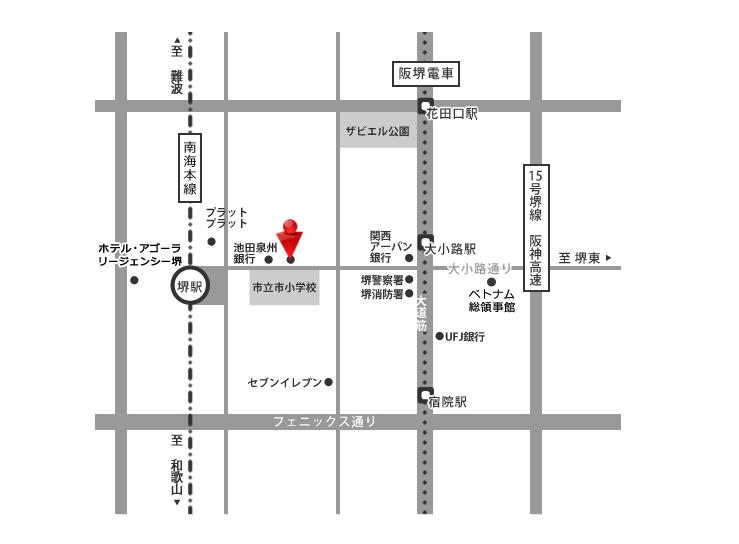 至 難波
阪堺電車
花田口駅
ザビエル公園
南海本線
15号堺線 阪神高速
プラット
プラット
関西
アーバン
銀行
ホテル・アゴーラ
リージェンシー堺
池田泉州
銀行
大小路駅
至 堺東
大小路通り
堺駅
市立市小学校
堺警察署
堺消防署
ベトナム
総領事館
大道筋
UFJ銀行
セブンイレブン
宿院駅
フェニックス通り
至 和歌山